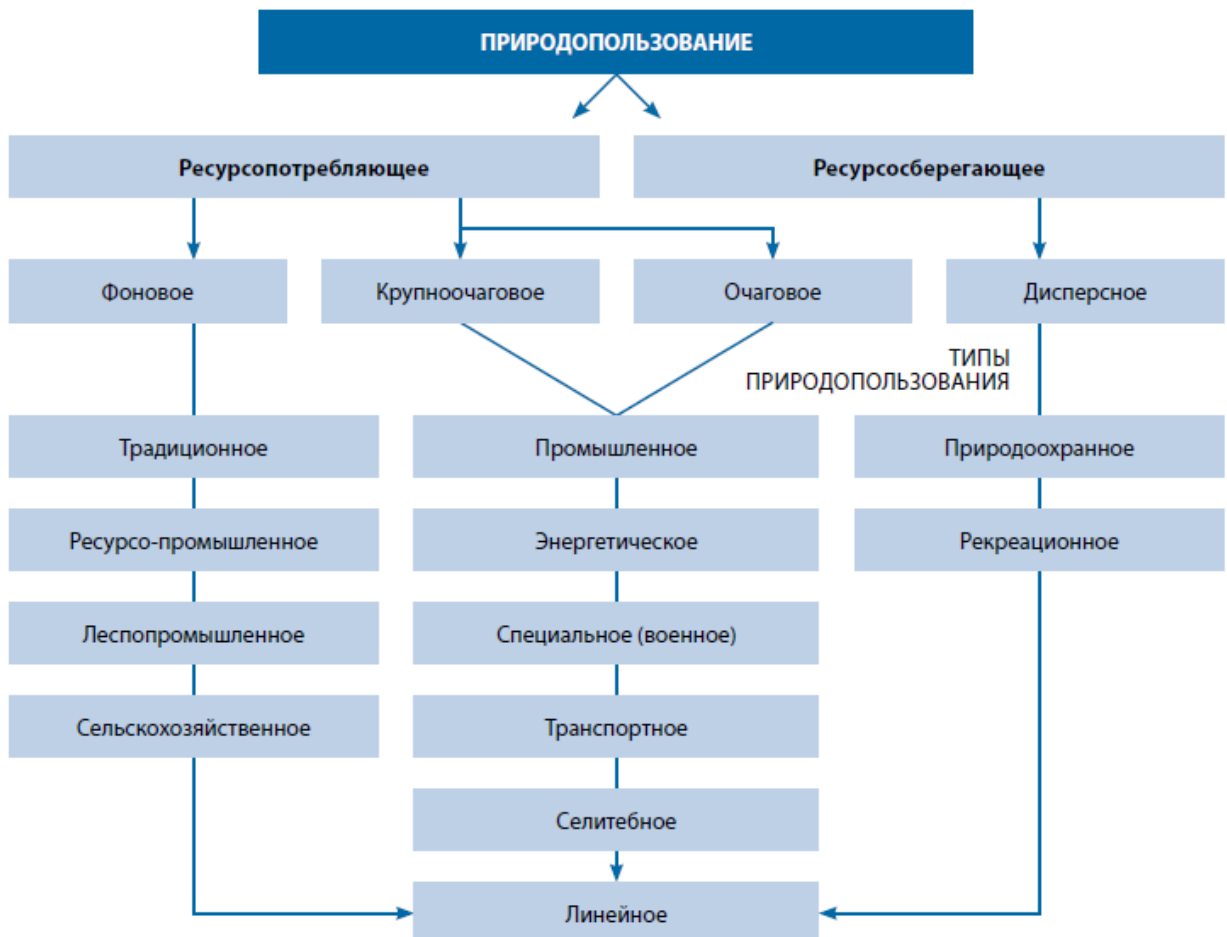 ПРИРОДОПОЛЬЗОВАНИЕ
Ресурсопотребляющее
Ресурсосберегающее
Фоновое
Крупноочаговое
Очаговое
Дисперсное
ТИПЫ
ПРИРОДОПОЛЬЗОВАНИЯ
Традиционное
Промышленное
Природоохранное
Ресурсо-промышленное
Энергетическое
Рекреационное
Леспопромышленное
Специальное (военное)
Сельскохозяйственное
Транспортное
Селитебное
Линейное